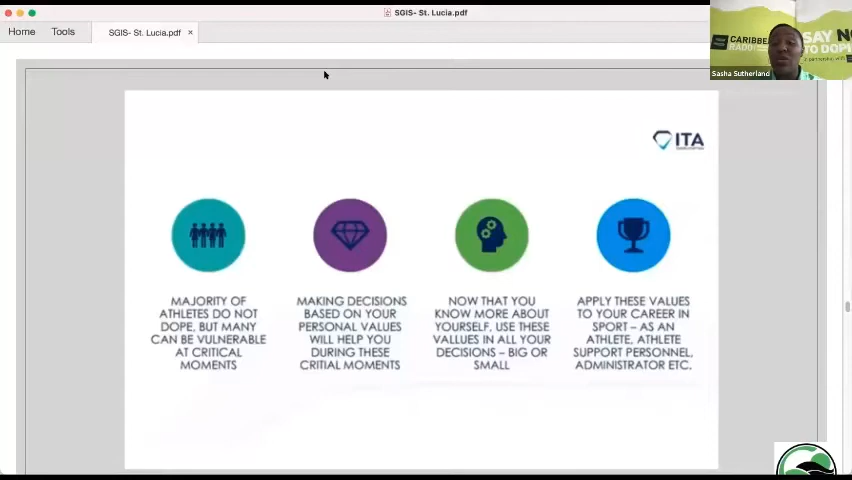 SGIS- St. Lucia.pdf
Home
Tools
SGIS- St. Lucia.pdf
CARIBBE
RADO
SAY NO
TO DOPI
Sasha Sutherland
ITA
MAJORITY OF
ATHLETES DO NOT
DOPE, BUT MANY
CAN BE VULNERABLE
AT CRITICAL
MOMENTS
MAKING DECISIONS
BASED ON YOUR
PERSONAL VALUES
WILL HELP YOU
DURING THESE
CRITIAL MOMENTS
NOW THAT YOU
KNOW MORE ABOUT
YOURSELF, USE THESE
VALLUES IN ALL YOUR
DECISIONS – BIG OR
SMALL
APPLY THESE VALUES
TO YOUR CAREER IN
SPORT – AS AN
ATHLETE, ATHLETE
SUPPORT PERSONNEL,
ADMINISTRATOR ETC.